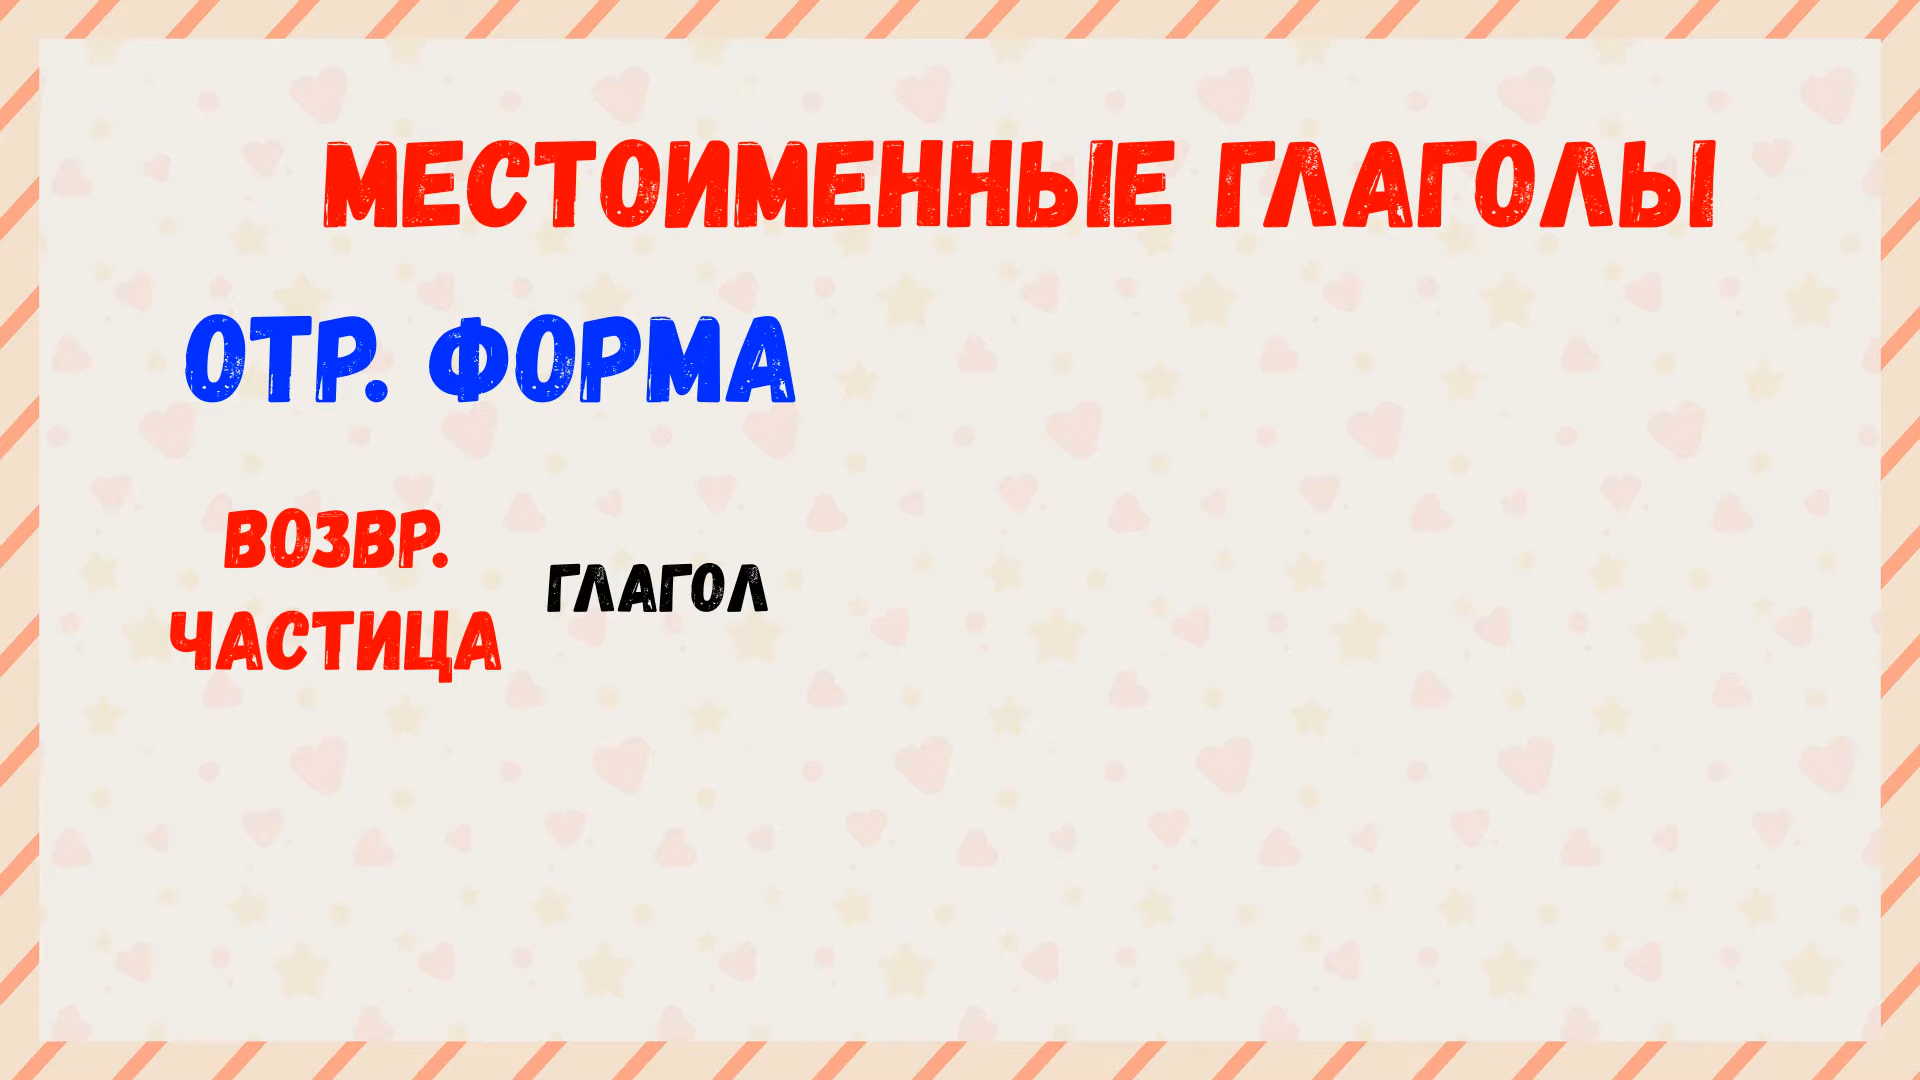 МЕСТОИМЕННЫЕ ГЛАГОЛЫ
ОТР. ФОРМА
ВОЗВР.
ЧАСТИЦА
ГЛАГОЛ